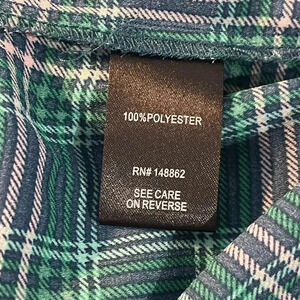 100%POLYESTER
RN# 148862
SEE CARE
ON REVERSE